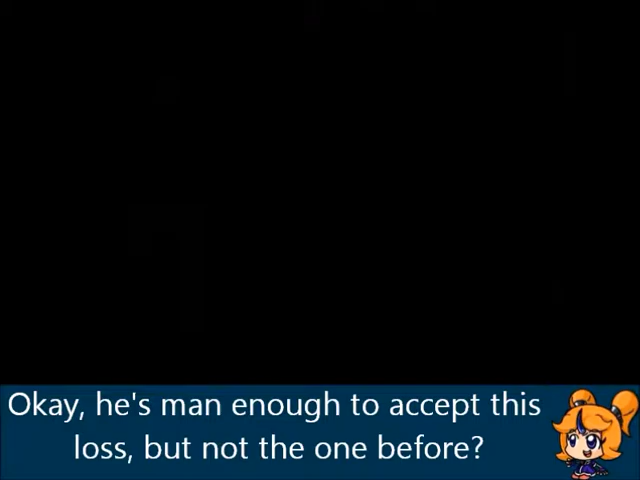 Okay, he's man enough to accept this
loss, but not the one before?